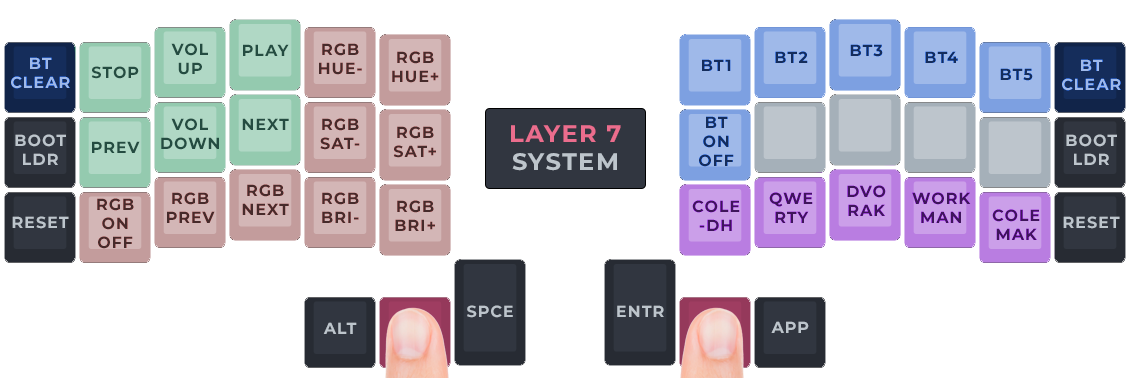 BT
CLEAR
STOP
VOL
UP
PLAY
RGB
HUE-
RGB
HUE+
BT1
BT2
BT3
BT4
BT5
BT
CLEAR
BOOT
LDR
PREV
VOL
DOWN
NEXT
RGB
SAT-
RGB
SAT+
LAYER 7
SYSTEM
BT
ON
OFF
BOOT
LDR
RESET
RGB
ON
OFF
RGB
PREV
RGB
NEXT
RGB
BRI-
RGB
BRI+
COLE
-DH
QWE
RTY
DVO
RAK
WORK
MAN
COLE
MAK
RESET
ALT
SPCE
ENTR
APP